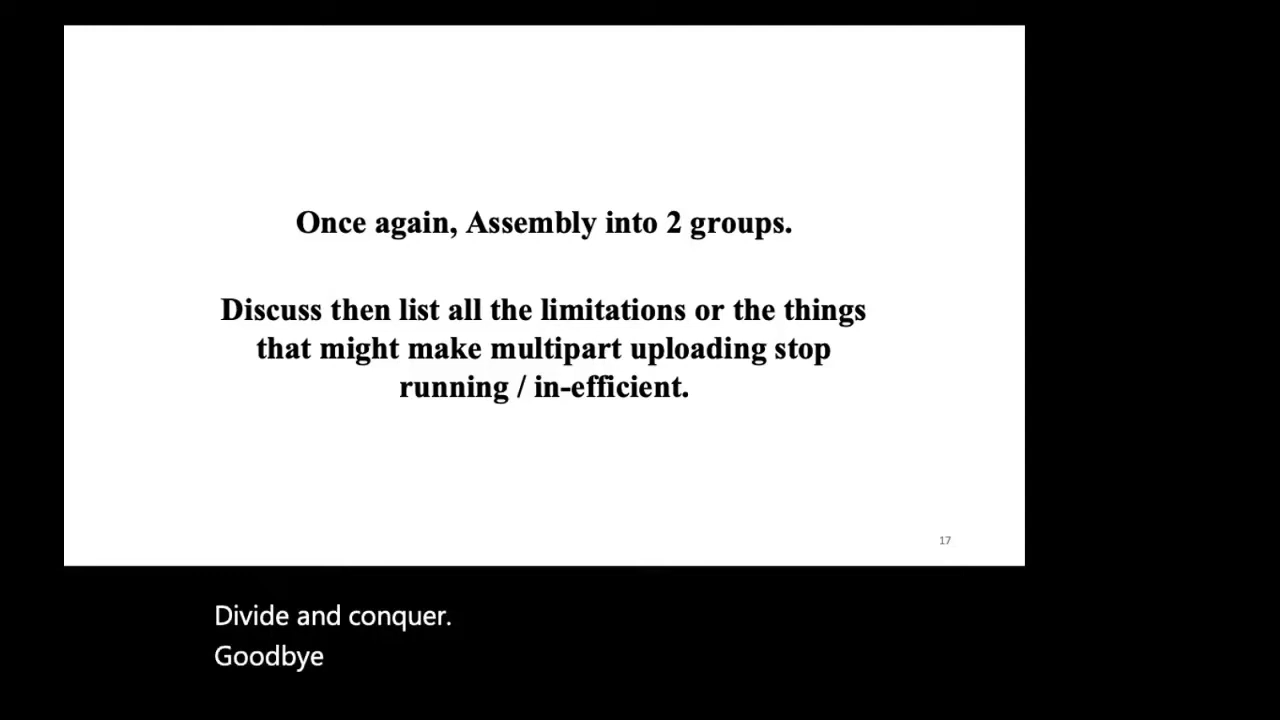 Once again, Assembly into 2 groups.
Discuss then list all the limitations or the things
that might make multipart uploading stop
running / in-efficient.
17
Divide and conquer.
Goodbye